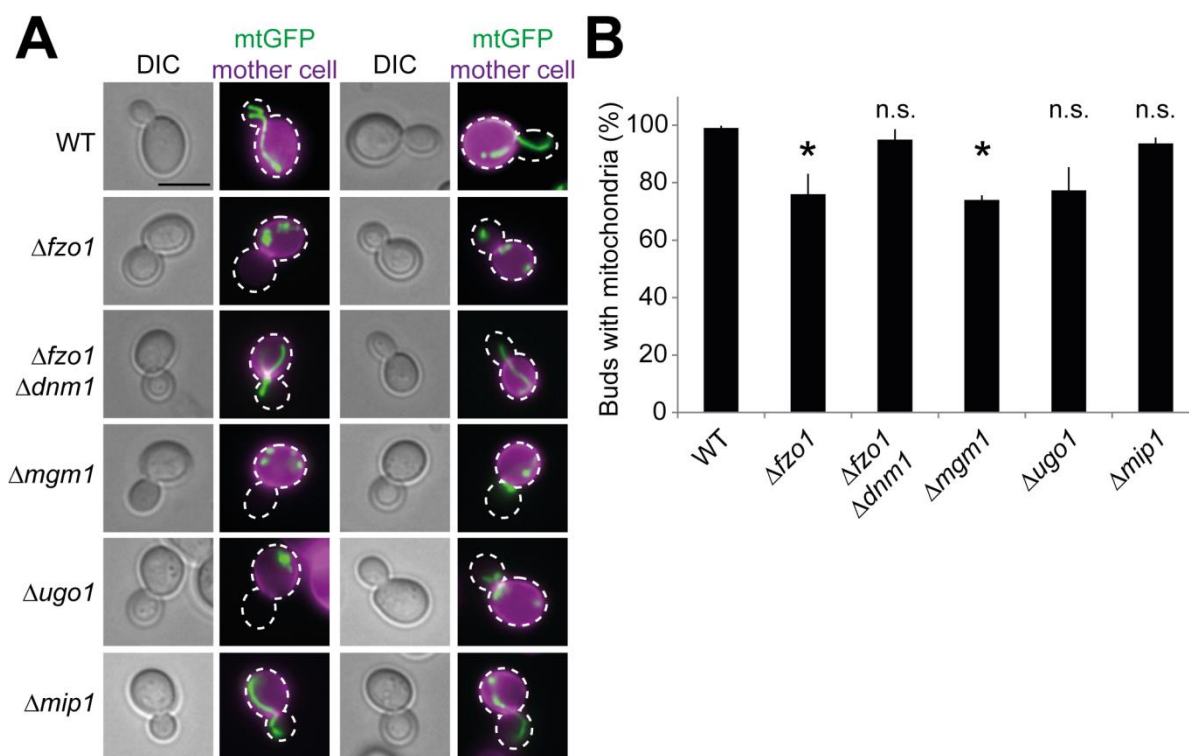 A
mtGFP
DIC mother cell DIC mtGFP mother cell
WT
Δfzo1
Δfzo1
Δdnm1
Δmgm1
Δugo1
Δmip1
B
Buds with mitochondria (%)
100
80
60
40
20
0
*
n.s.
*
n.s.
n.s.
WT
Δfzo1
Δfzo1
Δdnm1
Δmgm1
Δugo1
Δmip1